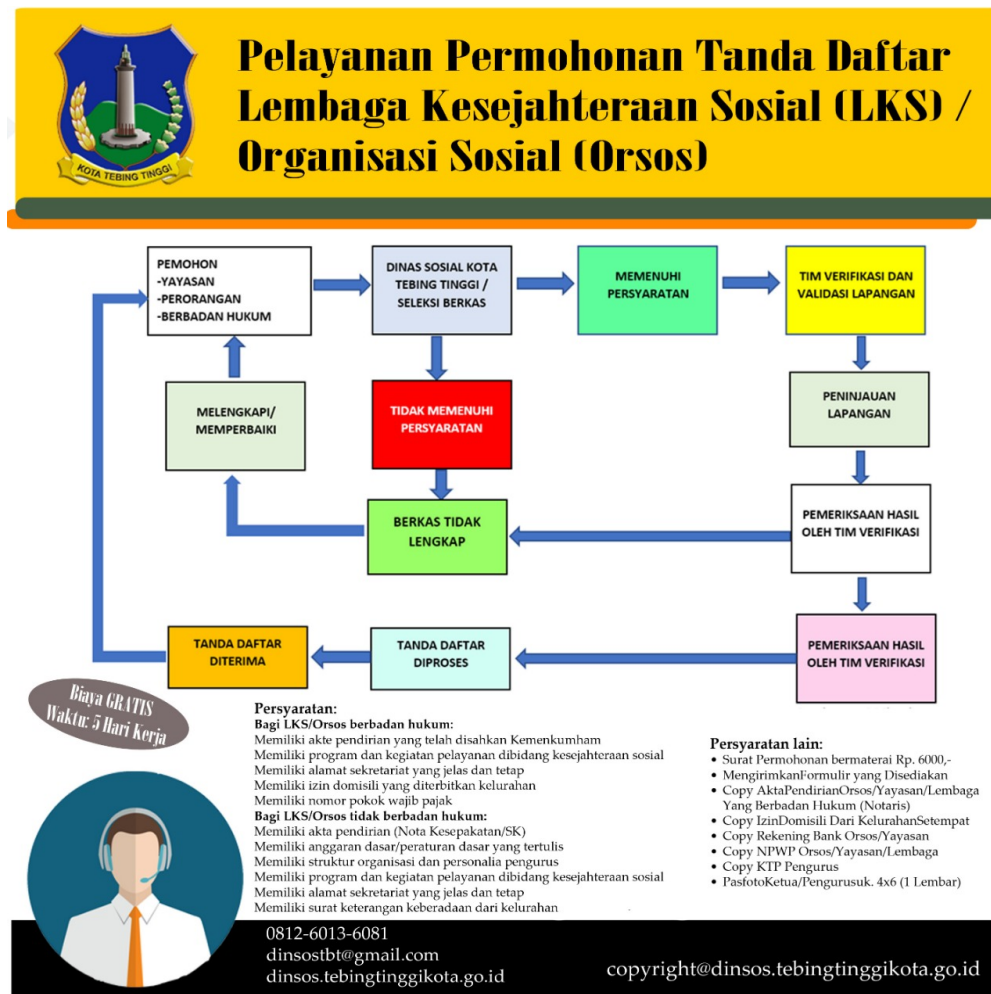 Pelayanan Permohonan Tanda Daftar
Lembaga Kesejahteraan Sosial (LKS) /
Organisasi Sosial (Orsos)
KOTA TEBING TINGGI
PEMOHON
-YAYASAN
-PERORANGAN
-BERBADAN HUKUM
DINAS SOSIAL KOTA
TEBING TINGGI /
SELEKSI BERKAS
MEMENUHI
PERSYARATAN
TIM VERIFIKASI DAN
VALIDASI LAPANGAN
MELENGKAPI/
MEMPERBAIKI
TIDAK MEMENUHI
PERSYARATAN
PENINJAUAN
LAPANGAN
BERKAS TIDAK
LENGKAP
PEMERIKSAAN HASIL
OLEH TIM VERIFIKASI
TANDA DAFTAR
DITERIMA
TANDA DAFTAR
DIPROSES
PEMERIKSAAN HASIL
OLEH TIM VERIFIKASI
Biaya GRATIS
Waktu: 5 Hari Kerja
Persyaratan:
Bagi LKS/Orsos berbadan hukum:
Memiliki akte pendirian yang telah disahkan Kemenkumham
Memiliki program dan kegiatan pelayanan dibidang kesejahteraan sosial
Memiliki alamat sekretariat yang jelas dan tetap
Memiliki izin domisili yang diterbitkan kelurahan
Memiliki nomor pokok wajib pajak
Bagi LKS/Orsos tidak berbadan hukum:
Memiliki akta pendirian (Nota Kesepakatan/SK)
Memiliki anggaran dasar/peraturan dasar yang tertulis
Memiliki struktur organisasi dan personalia pengurus
Memiliki program dan kegiatan pelayanan dibidang kesejahteraan sosial
Memiliki alamat sekretariat yang jelas dan tetap
Memiliki surat keterangan keberadaan dari kelurahan
Persyaratan lain:
• Surat Permohonan bermaterai Rp. 6000,-
• MengirimkanFormulir yang Disediakan
• Copy AktaPendirianOrsos/Yayasan/Lembaga
Yang Berbadan Hukum (Notaris)
• Copy IzinDomisili Dari KelurahanSetempat
• Copy Rekening Bank Orsos/Yayasan
• Copy NPWP Orsos/Yayasan/Lembaga
• Copy KTP Pengurus
• PasfotoKetua/Pengurusuk. 4x6 (1 Lembar)
0812-6013-6081
dinsostbt@gmail.com
dinsos.tebingtinggikota.go.id
copyright@dinsos.tebingtinggikota.go.id